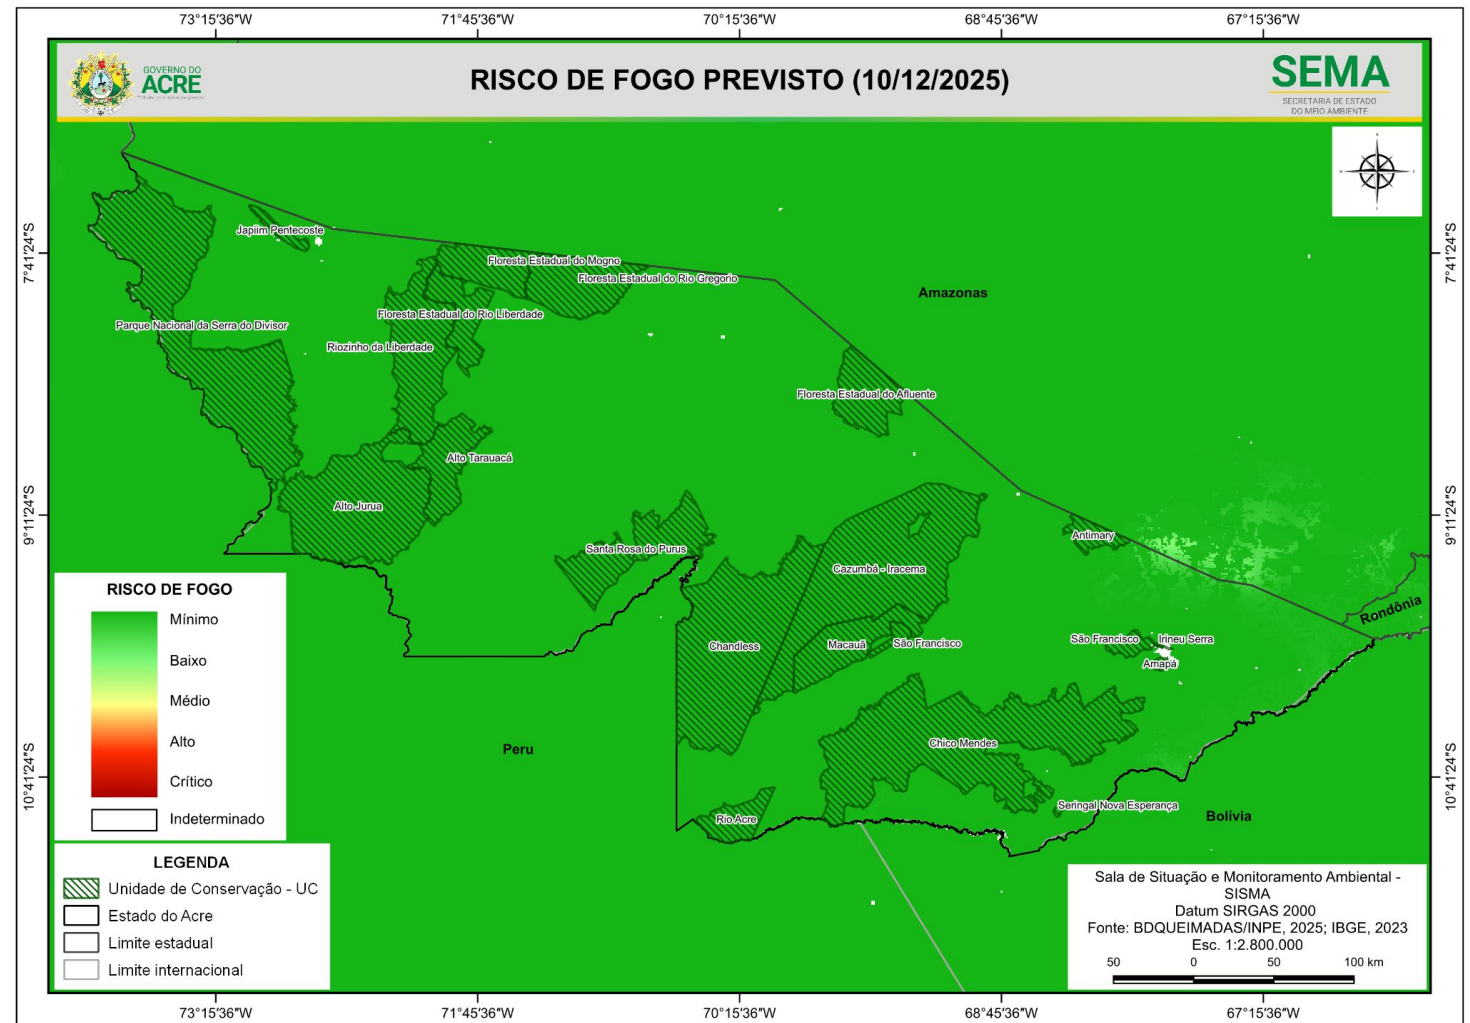 73°15'36"W
71°45'36"W
70°15'36"W
68°45'36"W
67°15'36"W
GOVERNO DO
ACRE
RISCO DE FOGO PREVISTO (10/12/2025)
SEMA
SECRETARIA DE ESTADO
DO MEIO AMBIENTE
N
W
E
S
7°41'24"S
7°41'24"S
Japiim Pentecoste
Floresta Estadual do Mogno
Floresta Estadual do Rio Gregorio
Amazonas
Floresta Estadual do Rio Liberdade
Parque Nacional da Serra do Divisor
Riozinho da Liberdade
Floresta Estadual do Afluente
Alto Tarauacá
Alto Jurua
9°11'24"S
9°11'24"S
Antimary
Santa Rosa do Purus
Cazumbá - Iracema
Rondônia
Chandless
Macauã
São Francisco
São Francisco
Irineu Serra
Amapá
Peru
Chico Mendes
10°41'24"S
10°41'24"S
Seringal Nova Esperança
Rio Acre
Bolívia
RISCO DE FOGO
Mínimo
Baixo
Médio
Alto
Crítico
Indeterminado
LEGENDA
Unidade de Conservação - UC
Estado do Acre
Limite estadual
Limite internacional
Sala de Situação e Monitoramento Ambiental -
SISMA
Datum SIRGAS 2000
Fonte: BDQUEIMADAS/INPE, 2025; IBGE, 2023
Esc. 1:2.800.000
50 0 50 100 km
73°15'36"W
71°45'36"W
70°15'36"W
68°45'36"W
67°15'36"W